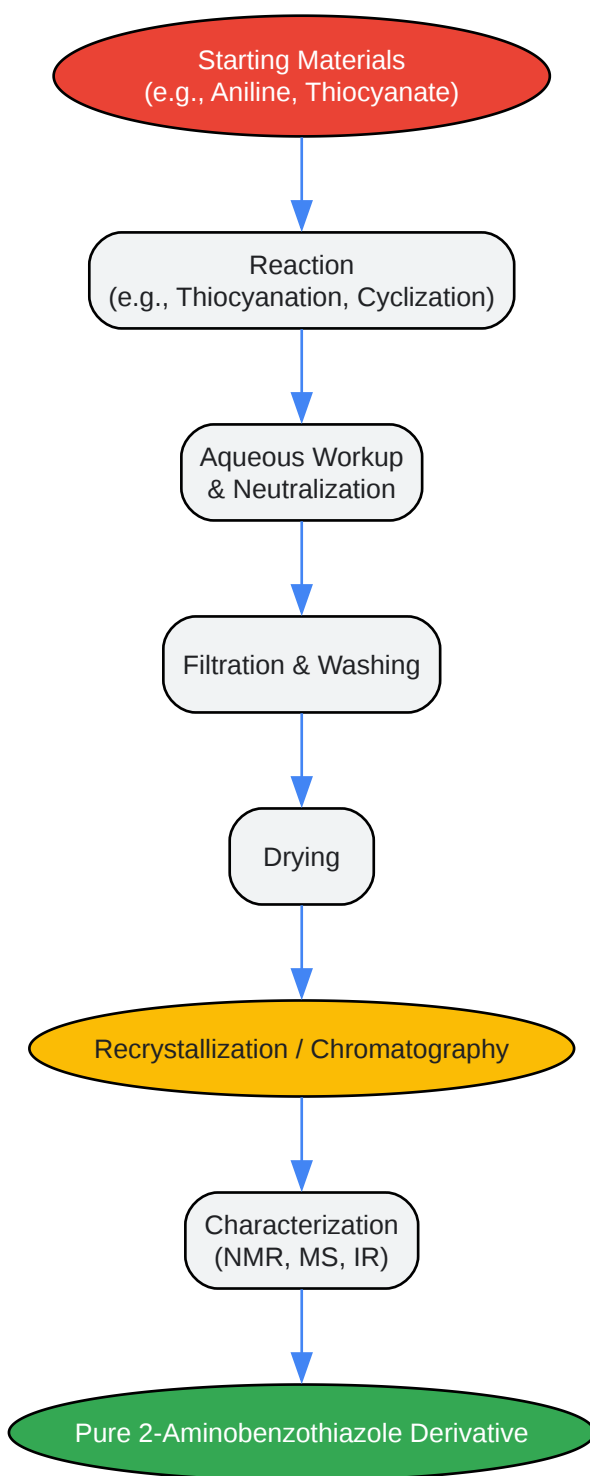 Starting Materials
(e.g., Aniline, Thiocyanate)
Reaction
(e.g., Thiocyanation, Cyclization)
Aqueous Workup
& Neutralization
Filtration & Washing
Drying
Recrystallization / Chromatography
Characterization
(NMR, MS, IR)
Pure 2-Aminobenzothiazole Derivative